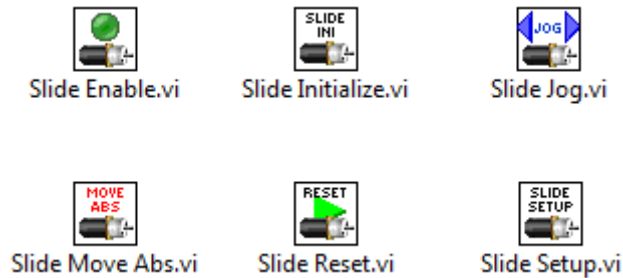 SLIDE
INI
JOG
Slide Enable.vi
Slide Initialize.vi
Slide Jog.vi
MOVE
ABS
RESET
SLIDE
SETUP
Slide Move Abs.vi
Slide Reset.vi
Slide Setup.vi